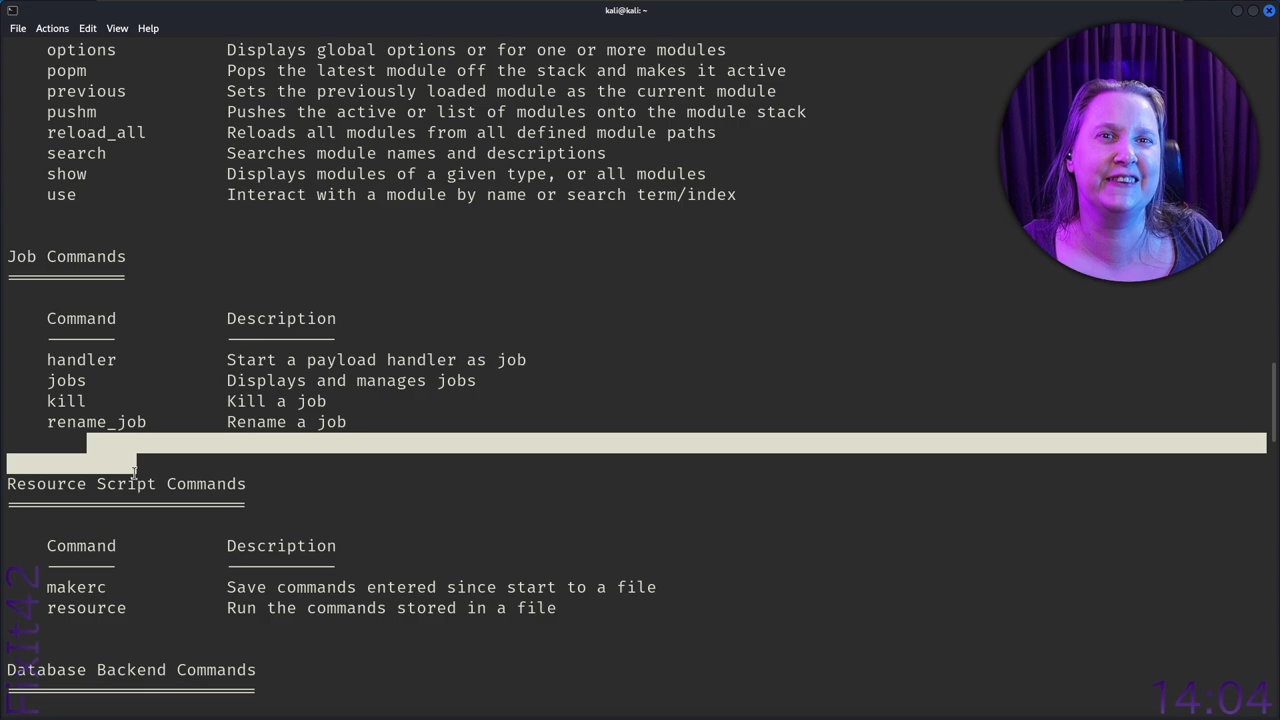 kali@kali: ~
File Actions Edit View Help
options Displays global options or for one or more modules
popm Pops the latest module off the stack and makes it active
previous Sets the previously loaded module as the current module
pushm Pushes the active or list of modules onto the module stack
reload_all Reloads all modules from all defined module paths
search Searches module names and descriptions
show Displays modules of a given type, or all modules
use Interact with a module by name or search term/index
Job Commands
============
Command Description
------- -----------
handler Start a payload handler as job
jobs Displays and manages jobs
kill Kill a job
rename_job Rename a job
Resource Script Commands
========================
Command Description
------- -----------
makerc Save commands entered since start to a file
resource Run the commands stored in a file
Database Backend Commands
=========================
FixIt42
14:04